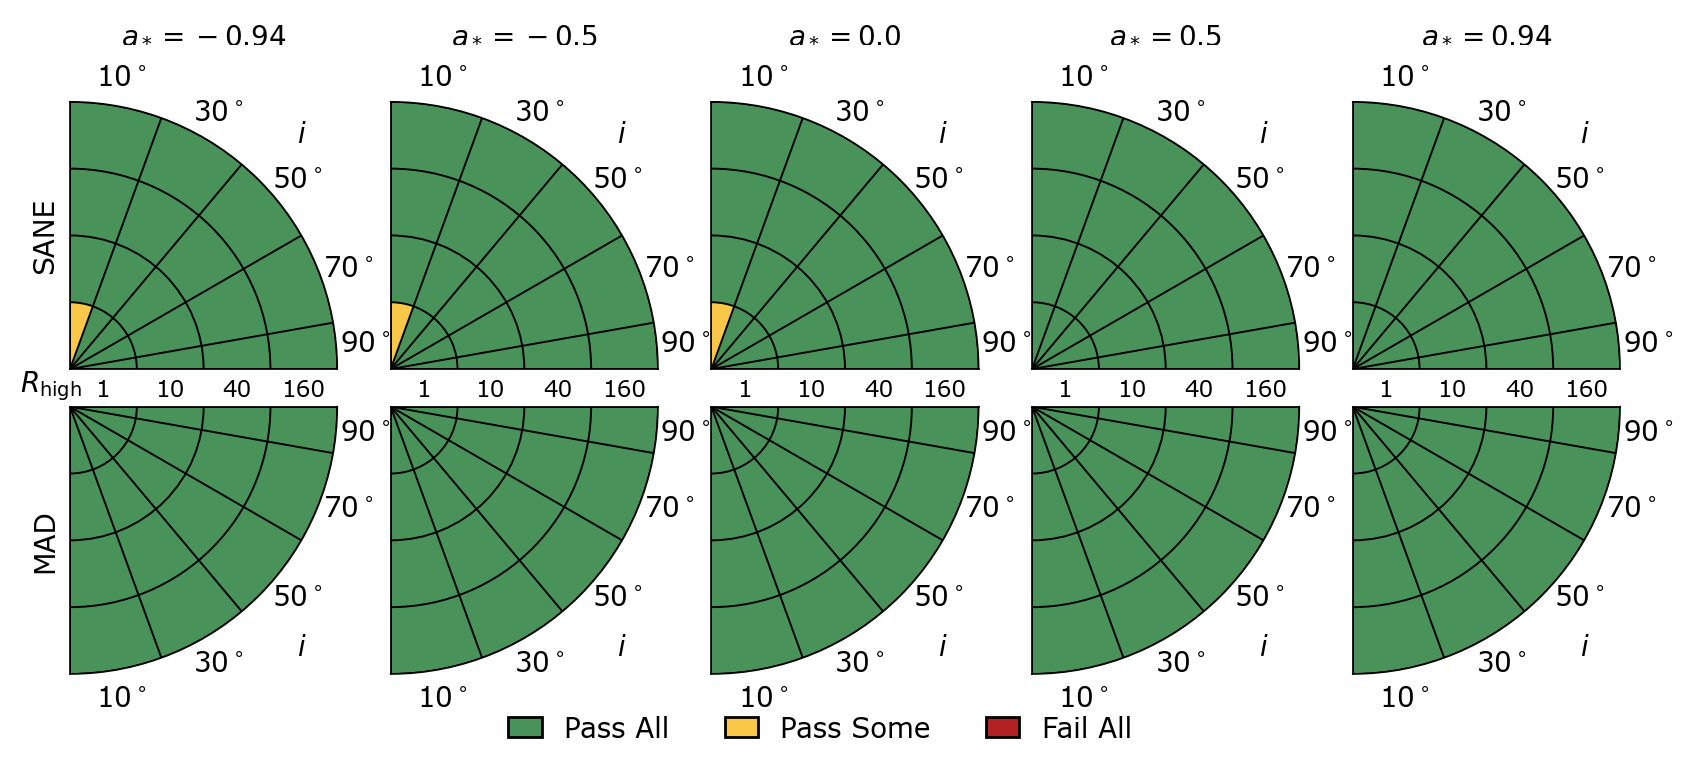 a* = −0.94 a* = −0.5 a* = 0.0 a* = 0.5 a* = 0.94
10° 10° 10° 10° 10°
30° 30° 30° 30° 30°
i i i i i
50° 50° 50° 50° 50°
SANE
70° 70° 70° 70° 70°
90° 90° 90° 90° 90°
Rhigh 1 10 40 160 1 10 40 160 1 10 40 160 1 10 40 160 1 10 40 160
90° 90° 90° 90° 90°
70° 70° 70° 70° 70°
MAD
50° 50° 50° 50° 50°
i i i i i
30° 30° 30° 30° 30°
10° 10° 10° 10° 10°
Pass All Pass Some Fail All